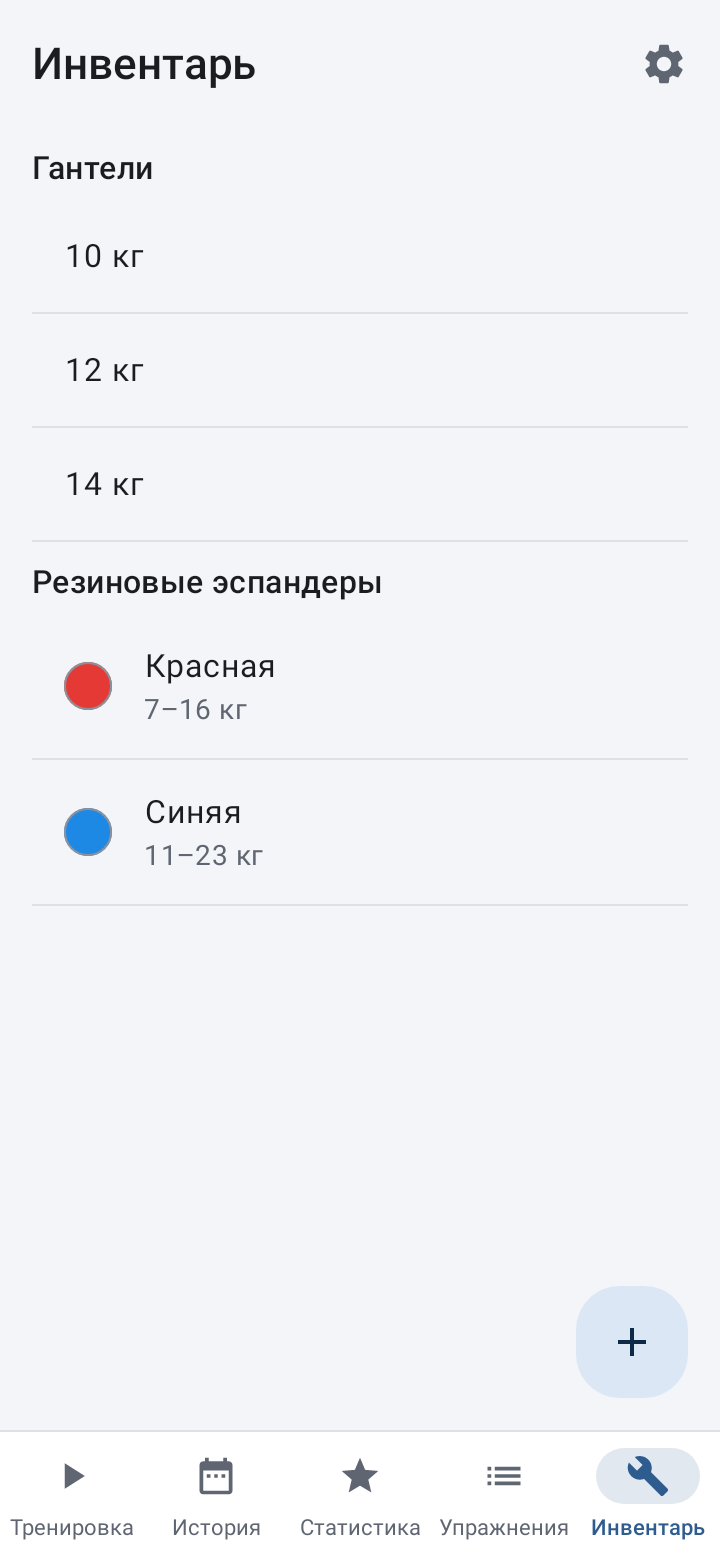 Инвентарь
Гантели
10 кг
12 кг
14 кг
Резиновые эспандеры
Красная
7–16 кг
Синяя
11–23 кг
Тренировка
История
Статистика
Упражнения
Инвентарь